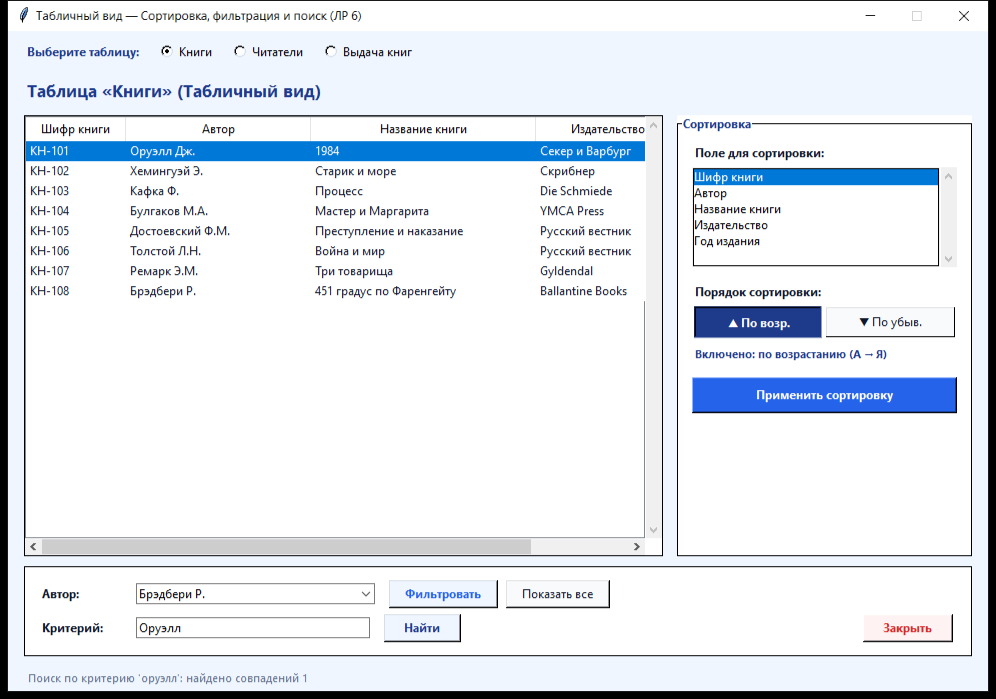 Табличный вид — Сортировка, фильтрация и поиск (ЛР 6)
Выберите таблицу: Книги Читатели Выдача книг
Таблица «Книги» (Табличный вид)
Шифр книги Автор Название книги Издательство
КН-101 Оруэлл Дж. 1984 Секер и Варбург
КН-102 Хемингуэй Э. Старик и море Скрибнер
КН-103 Кафка Ф. Процесс Die Schmiede
КН-104 Булгаков М.А. Мастер и Маргарита YMCA Press
КН-105 Достоевский Ф.М. Преступление и наказание Русский вестник
КН-106 Толстой Л.Н. Война и мир Русский вестник
КН-107 Ремарк Э.М. Три товарища Gyldendal
КН-108 Брэдбери Р. 451 градус по Фаренгейту Ballantine Books
Сортировка
Поле для сортировки:
Шифр книги
Автор
Название книги
Издательство
Год издания
Порядок сортировки:
▲ По возр. ▼ По убыв.
Включено: по возрастанию (А → Я)
Применить сортировку
Автор: Брэдбери Р. Фильтровать Показать все
Критерий: Оруэлл Найти Закрыть
Поиск по критерию 'оруэлл': найдено совпадений 1